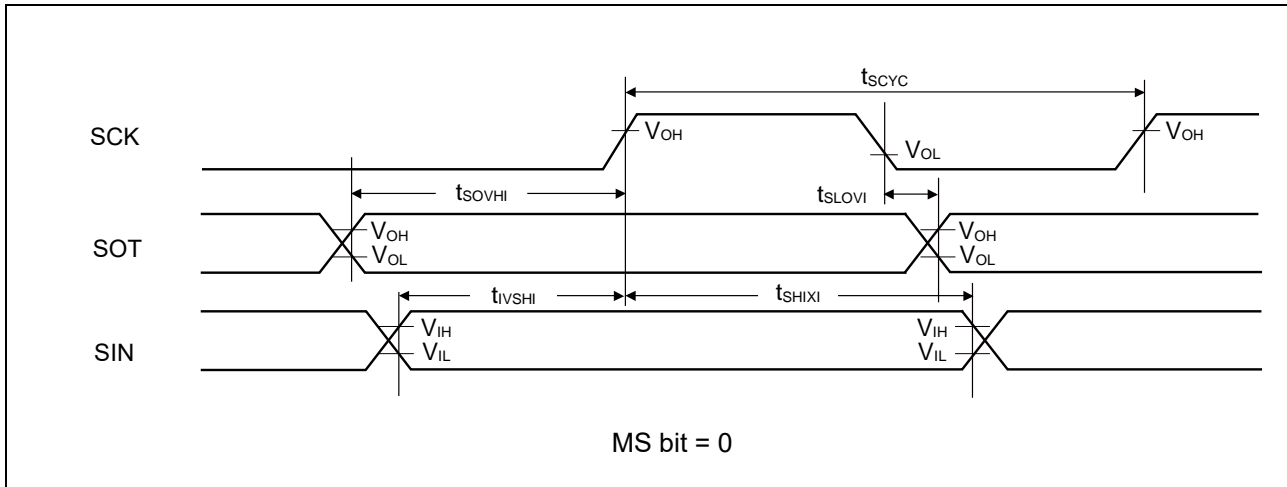 tSCYC
SCK
VOH
VOL
VOH
tSOVHI
tSLOVI
SOT
VOH
VOL
VOH
VOL
tIVSHI
tSHIXI
SIN
VIH
VIL
VIH
VIL
MS bit = 0